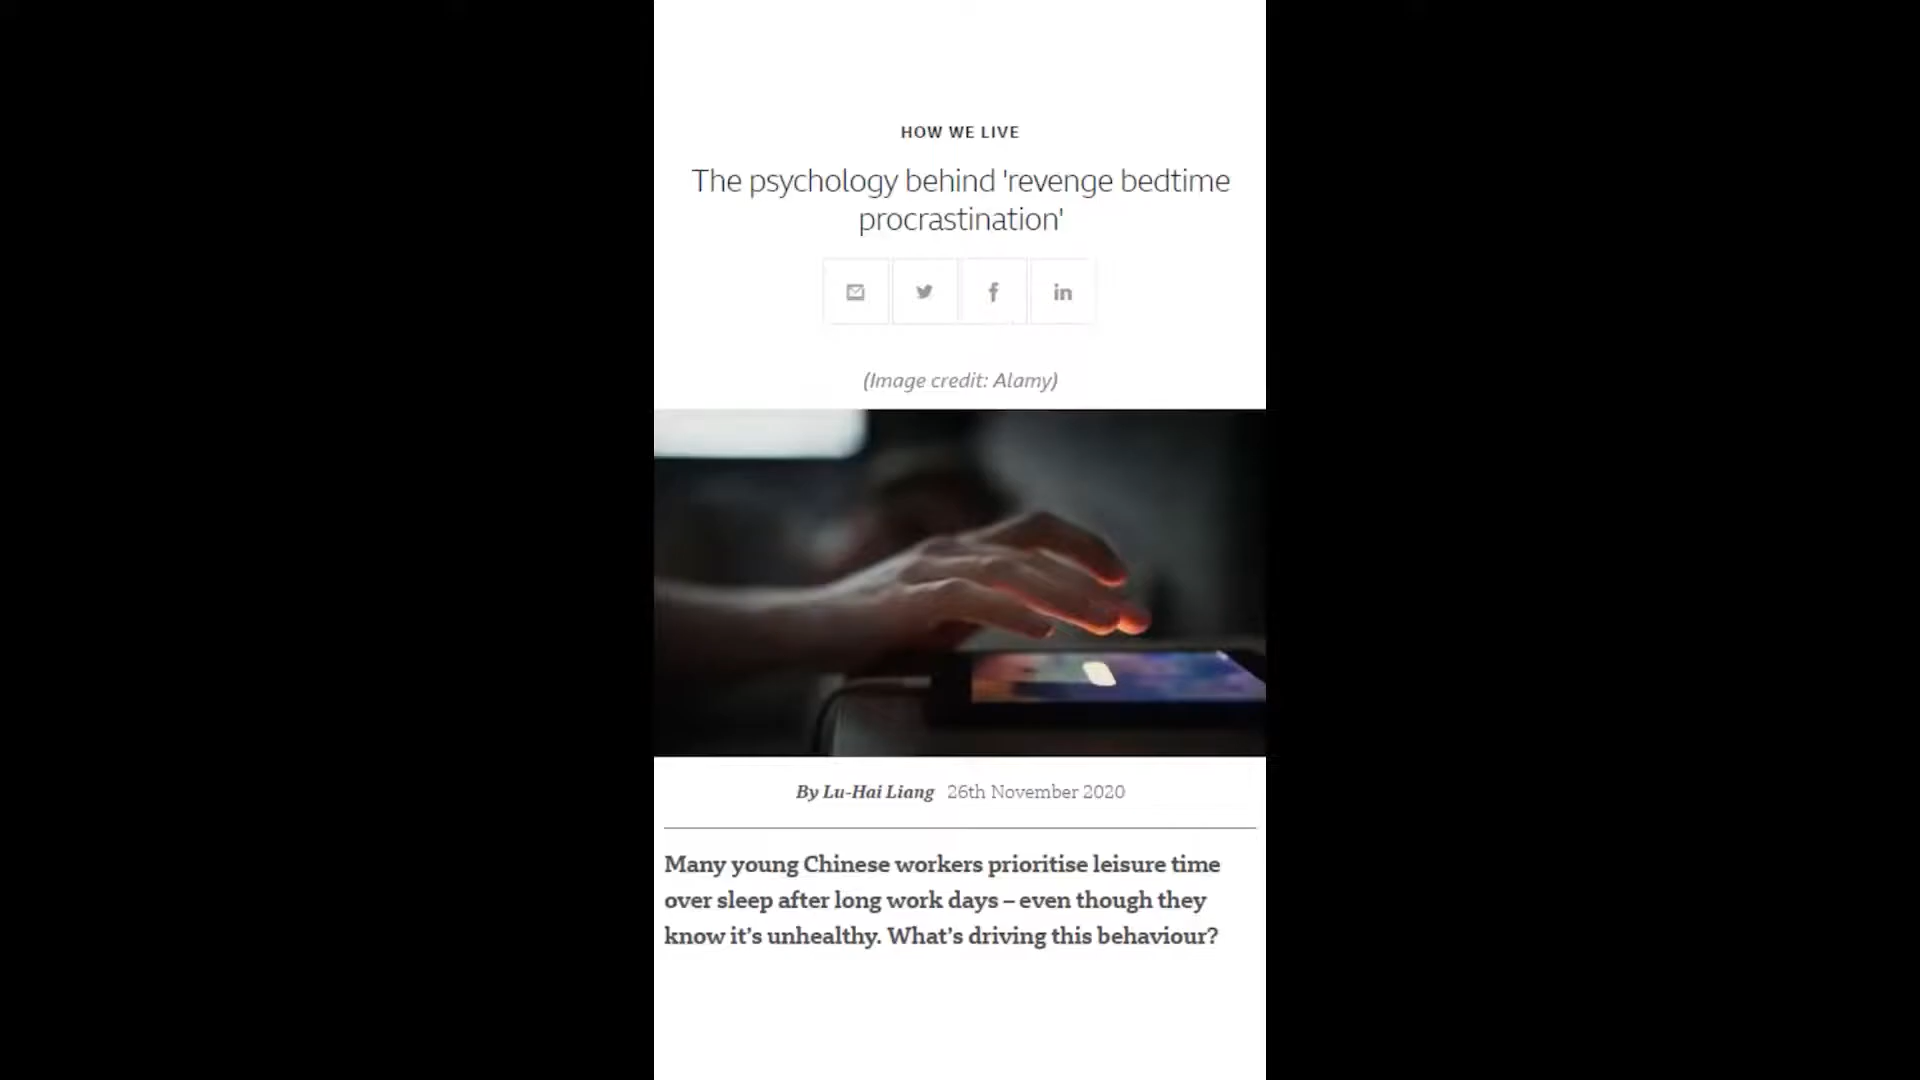 HOW WE LIVE
The psychology behind 'revenge bedtime
procrastination'
(Image credit: Alamy)
By Lu-Hai Liang 26th November 2020
Many young Chinese workers prioritise leisure time
over sleep after long work days – even though they
know it's unhealthy. What's driving this behaviour?